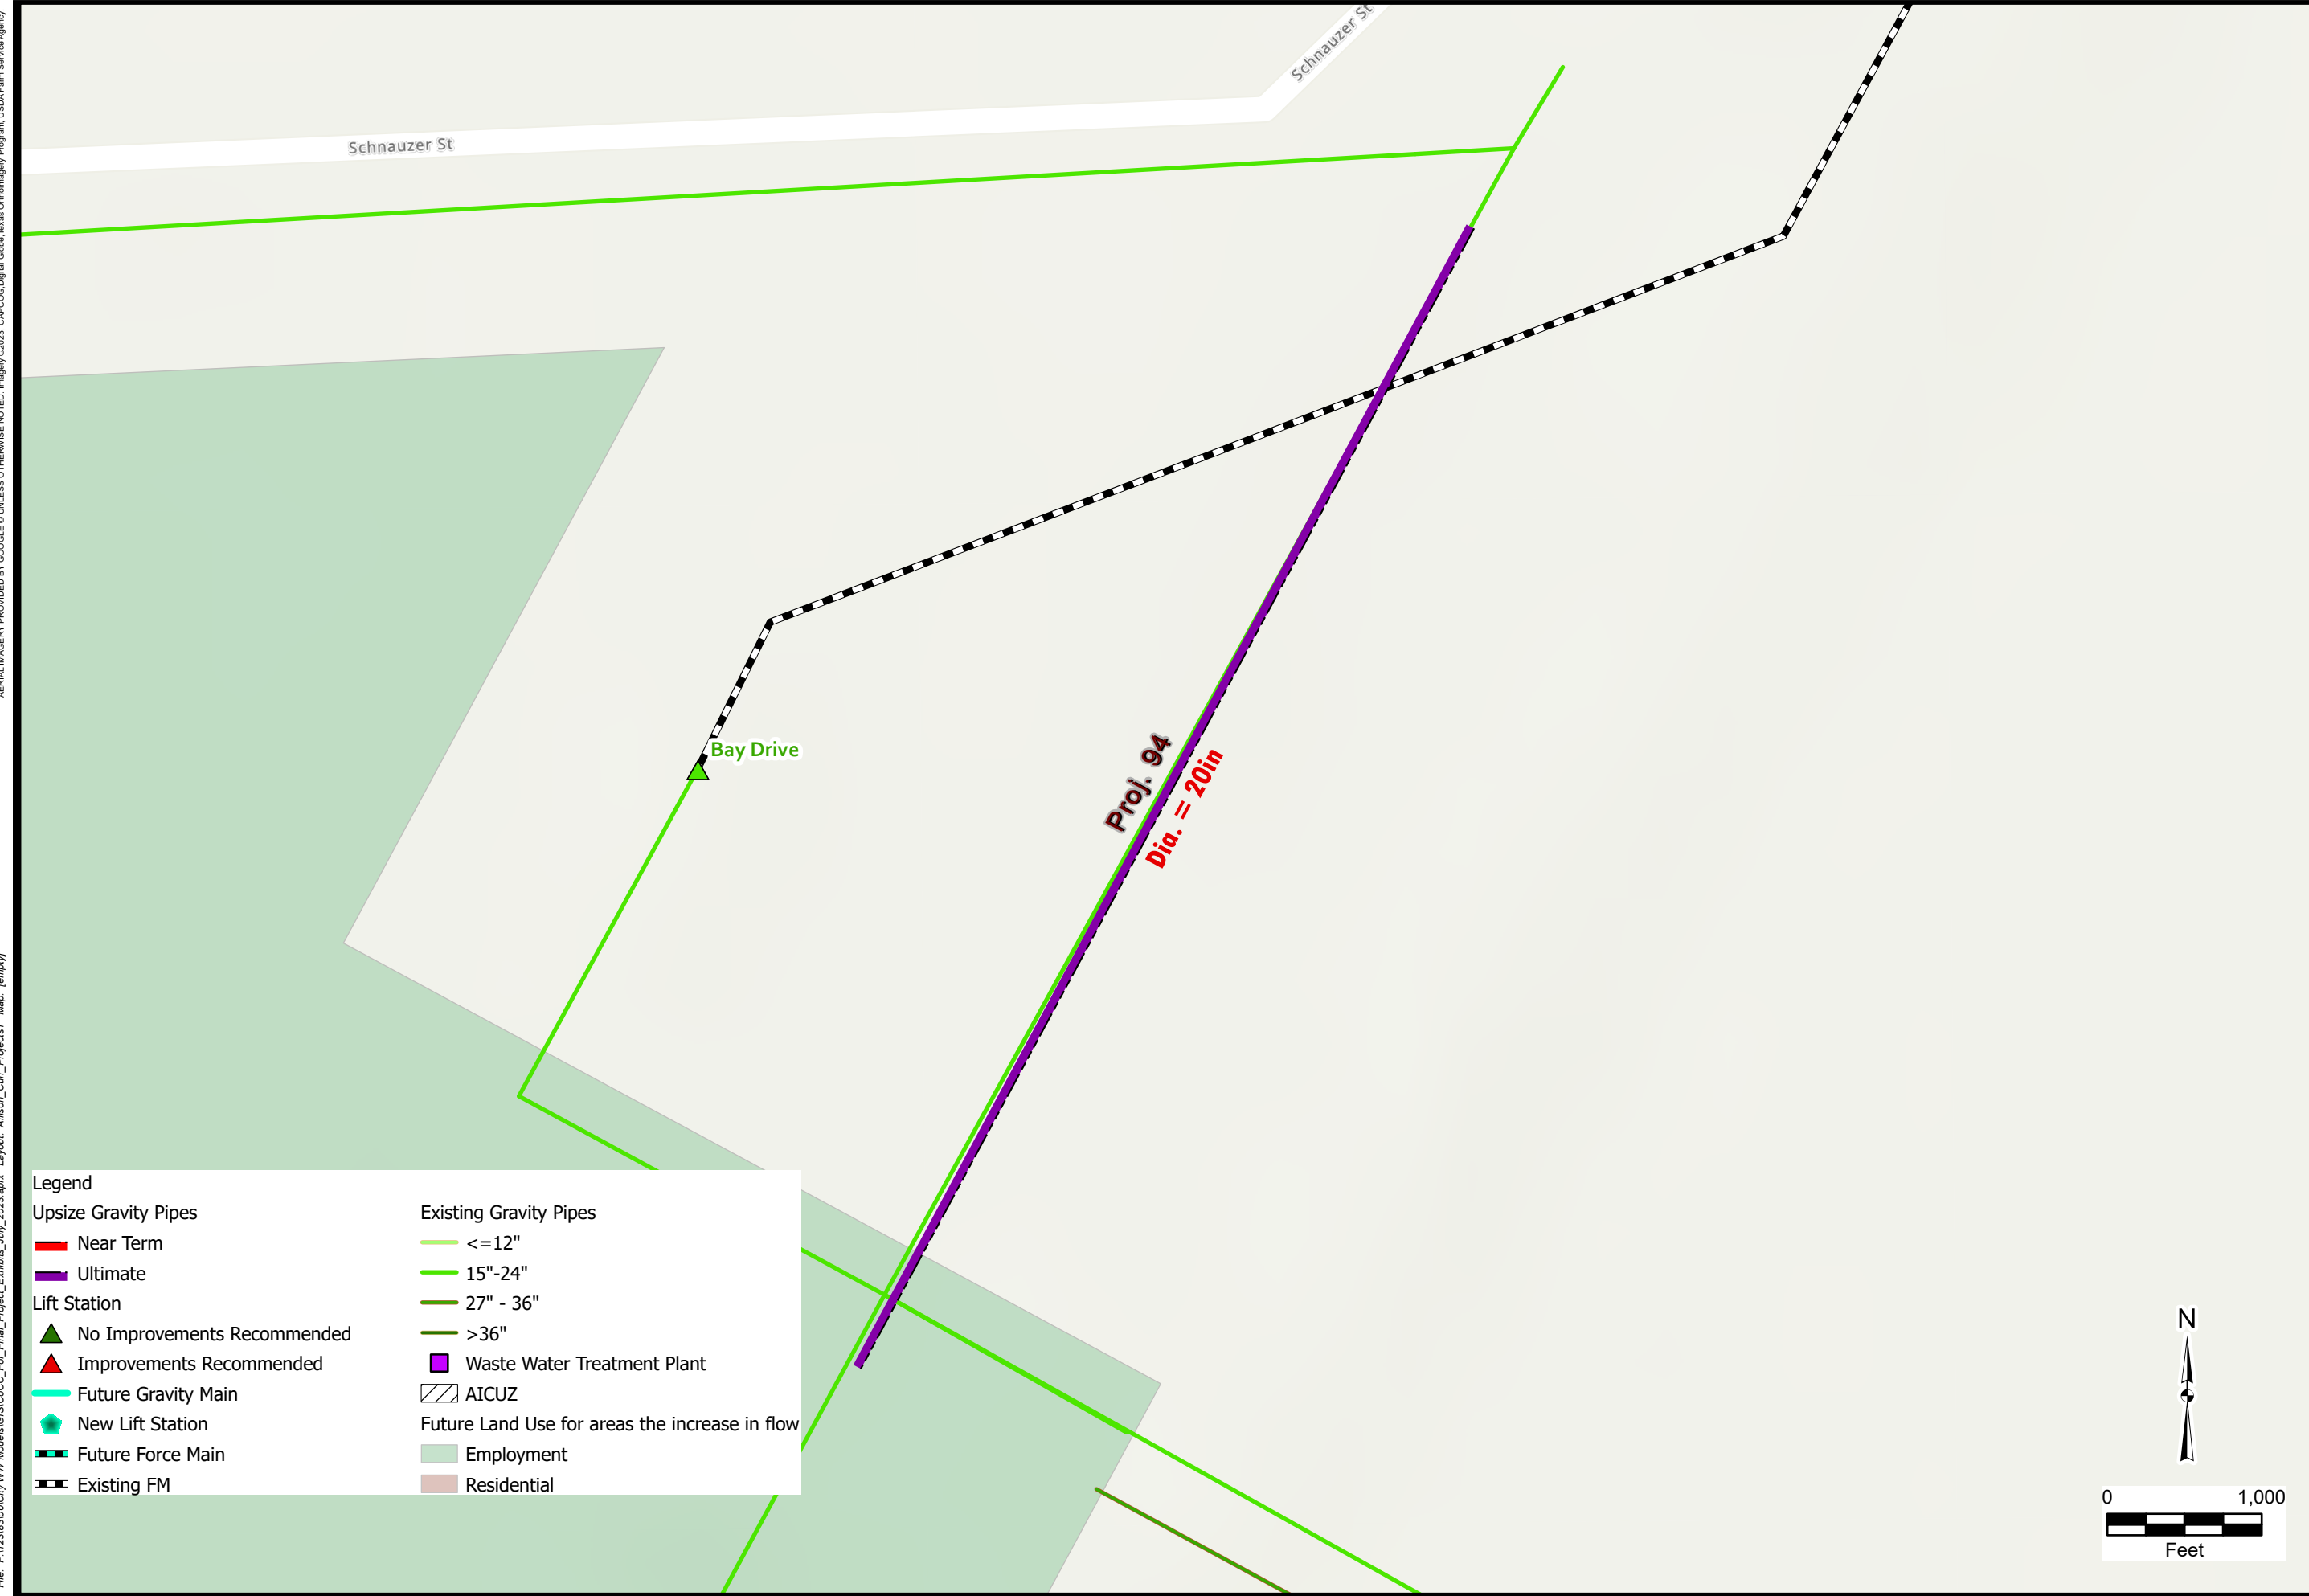 Schnauzer St
Schnauzer St
Bay Drive
Proj. 94
Dia. = 20in
Legend
Upsize Gravity Pipes
Near Term
Ultimate
Lift Station
No Improvements Recommended
Improvements Recommended
Future Gravity Main
New Lift Station
Future Force Main
Existing FM
Existing Gravity Pipes
<=12"
15"-24"
27" - 36"
>36"
Waste Water Treatment Plant
AICUZ
Future Land Use for areas the increase in flow
Employment
Residential
N
0 1,000
Feet